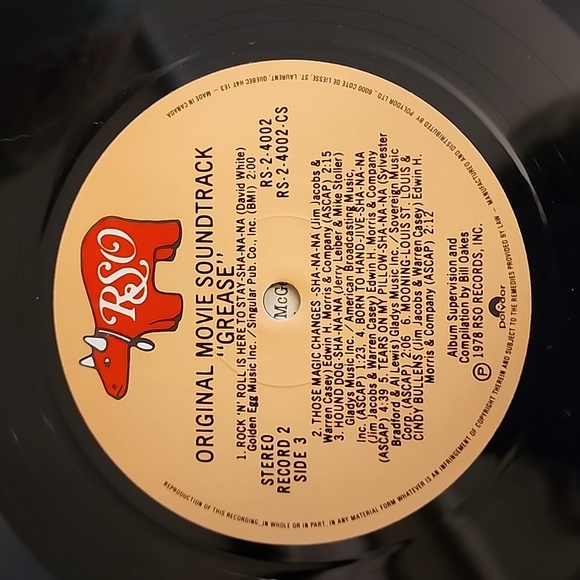 RSO
ORIGINAL MOVIE SOUNDTRACK
"GREASE"
1. ROCK 'N' ROLL IS HERE TO STAY-SHA-NA-NA (David White)
Golden Egg Music Inc. / Singular Pub. Co., Inc. (BMI) 2:00
STEREO
RECORD 2
SIDE 3
RS-2-4002
RS-2-4002-CS
2. THOSE MAGIC CHANGES -SHA-NA-NA (Jim Jacobs &
Warren Casey) Edwin H. Morris & Company (ASCAP) 2:15
3. HOUND DOG-SHA-NA-NA (Jerry Leiber & Mike Stoller)
Gladys Music, Inc. / American Broadcasting & Music,
Inc. (ASCAP) 1:23 4. BORN TO HAND-JIVE-SHA-NA-NA
(Jim Jacobs & Warren Casey) Edwin H. Morris & Company
(ASCAP) 4:39 5. TEARS ON MY PILLOW-SHA-NA-NA (Sylvester
Bradford & Al Lewis) Gladys Music Inc. / Sovereign Music
Corp. (ASCAP) 2:06 6. MOONING-LOUIS ST. LOUIS &
CINDY BULLENS (Jim Jacobs & Warren Casey) Edwin H.
Morris & Company (ASCAP) 2:12
Album Supervision and
Compilation by Bill Oakes
Ⓟ 1978 RSO RECORDS, INC.
polydor
McG
REPRODUCTION OF THIS RECORDING, IN WHOLE OR IN PART, IN ANY MATERIAL FORM WHATEVER IS AN INFRINGEMENT OF COPYRIGHT THEREIN AND SUBJECT TO THE REMEDIES PROVIDED BY LAW – MANUFACTURED AND DISTRIBUTED BY POLYDOR LTD., 6000 COTE DE LIESSE, ST. LAURENT, QUEBEC H4T 1E3 – MADE IN CANADA